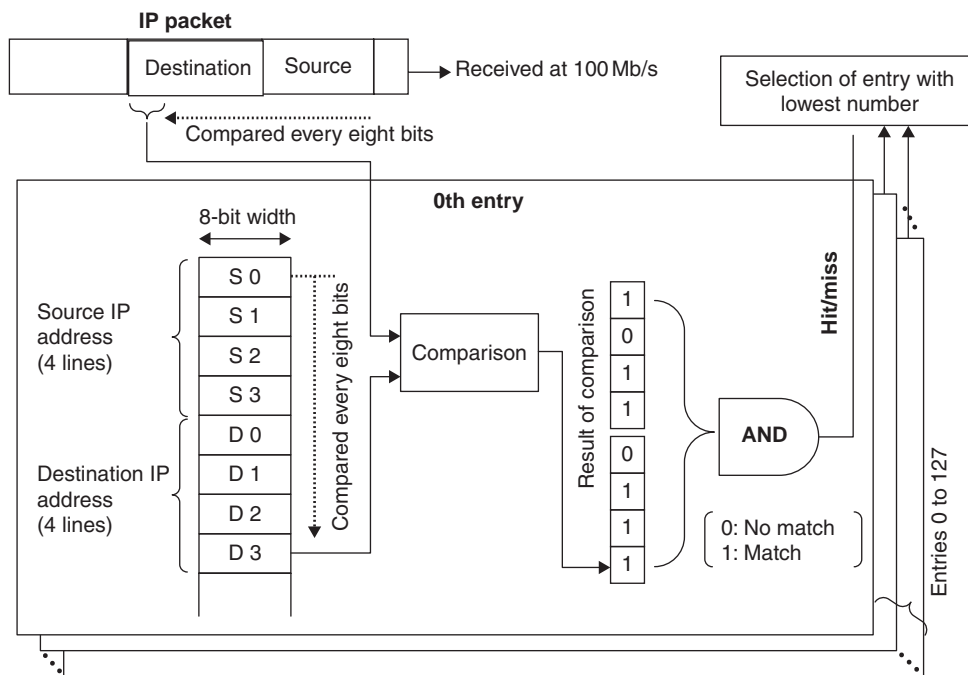 IP packet
Destination
Source
Received at 100 Mb/s
Compared every eight bits
Selection of entry with
lowest number
0th entry
8-bit width
Source IP
address
(4 lines)
Destination IP
address
(4 lines)
S 0
S 1
S 2
S 3
D 0
D 1
D 2
D 3
Compared every eight bits
Comparison
Result of comparison
1
0
1
1
0
1
1
1
AND
Hit/miss
0: No match
1: Match
Entries 0 to 127